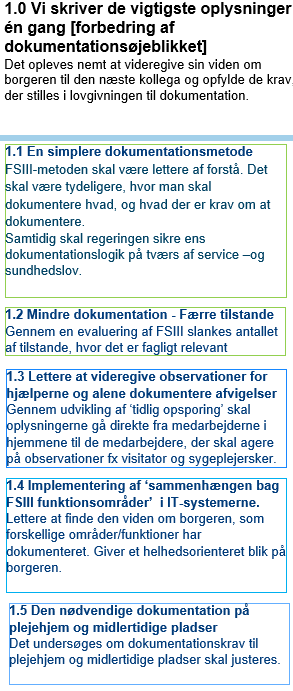 1.0 Vi skriver de vigtigste oplysninger
én gang [forbedring af
dokumentationsøjeblikket]
Det opleves nemt at videregive sin viden om
borgeren til den næste kollega og opfylde de krav,
der stilles i lovgivningen til dokumentation.
1.1 En simplere dokumentationsmetode
FSIII-metoden skal være lettere af forstå. Det
skal være tydeligere, hvor man skal
dokumentere hvad, og hvad der er krav om at
dokumentere.
Samtidig skal regeringen sikre ens
dokumentationslogik på tværs af service –og
sundhedslov.
1.2 Mindre dokumentation - Færre tilstande
Gennem en evaluering af FSIII slankes antallet
af tilstande, hvor det er fagligt relevant
1.3 Lettere at videregive observationer for
hjælperne og alene dokumentere afvigelser
Gennem udvikling af ‘tidlig opsporing’ skal
oplysningerne gå direkte fra medarbejderne i
hjemmene til de medarbejdere, der skal agere
på observationer fx visitator og sygeplejersker.
1.4 Implementering af ‘sammenhængen bag
FSIII funktionsområder’ i IT-systemerne.
Lettere at finde den viden om borgeren, som
forskellige områder/funktioner har
dokumenteret. Giver et helhedsorienteret blik på
borgeren.
1.5 Den nødvendige dokumentation på
plejehjem og midlertidige pladser
Det undersøges om dokumentationskrav til
plejehjem og midlertidige pladser skal justeres.